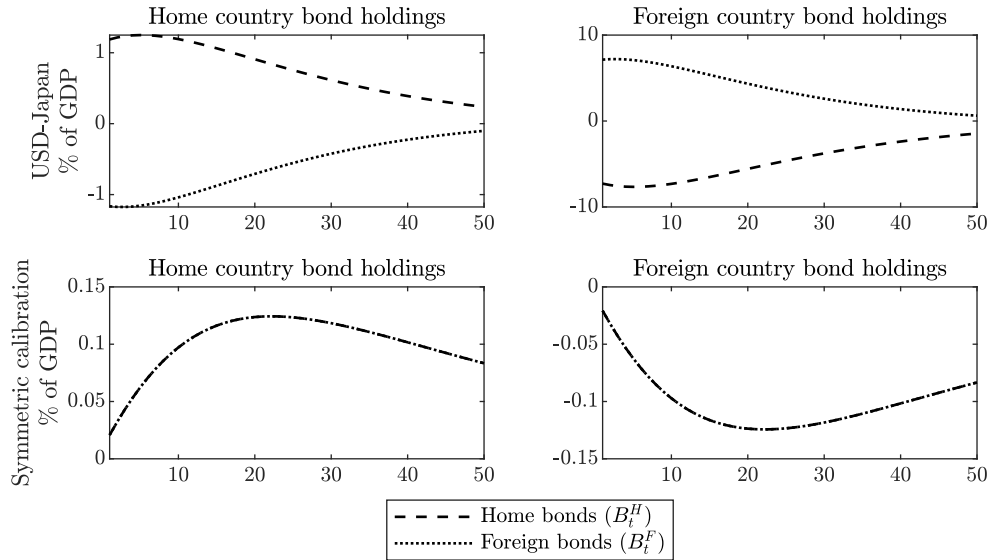 Home country bond holdings
Foreign country bond holdings
USD-Japan
% of GDP
1
0
-1
10 20 30 40 50
10
0
-10
10 20 30 40 50
Home country bond holdings
Foreign country bond holdings
Symmetric calibration
% of GDP
0.15
0.1
0.05
0
10 20 30 40 50
0
-0.05
-0.1
-0.15
10 20 30 40 50
Home bonds (B_t^H)
Foreign bonds (B_t^F)